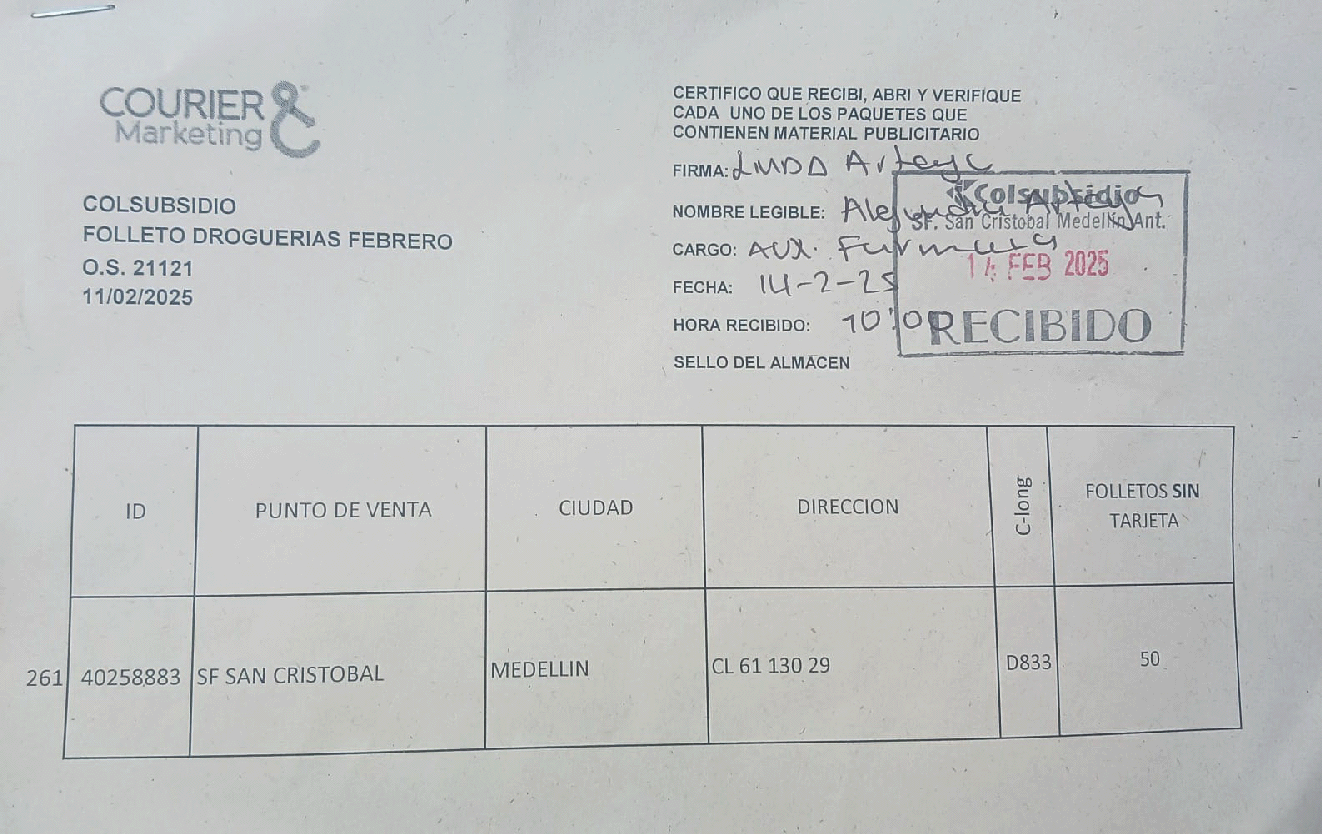 COURIER
Marketing
COLSUBSIDIO
FOLLETO DROGUERIAS FEBRERO
O.S. 21121
11/02/2025
CERTIFICO QUE RECIBI, ABRI Y VERIFIQUE
CADA UNO DE LOS PAQUETES QUE
CONTIENEN MATERIAL PUBLICITARIO
FIRMA:
NOMBRE LEGIBLE:
CARGO: AUX. Farmacia
FECHA: 14-2-25
HORA RECIBIDO:
SELLO DEL ALMACEN
Colsubsidio
SF. San Cristobal Medellín Ant.
14 FEB 2025
RECIBIDO
ID PUNTO DE VENTA CIUDAD DIRECCION C-long FOLLETOS SIN
TARJETA
261 40258883 SF SAN CRISTOBAL MEDELLIN CL 61 130 29 D833 50